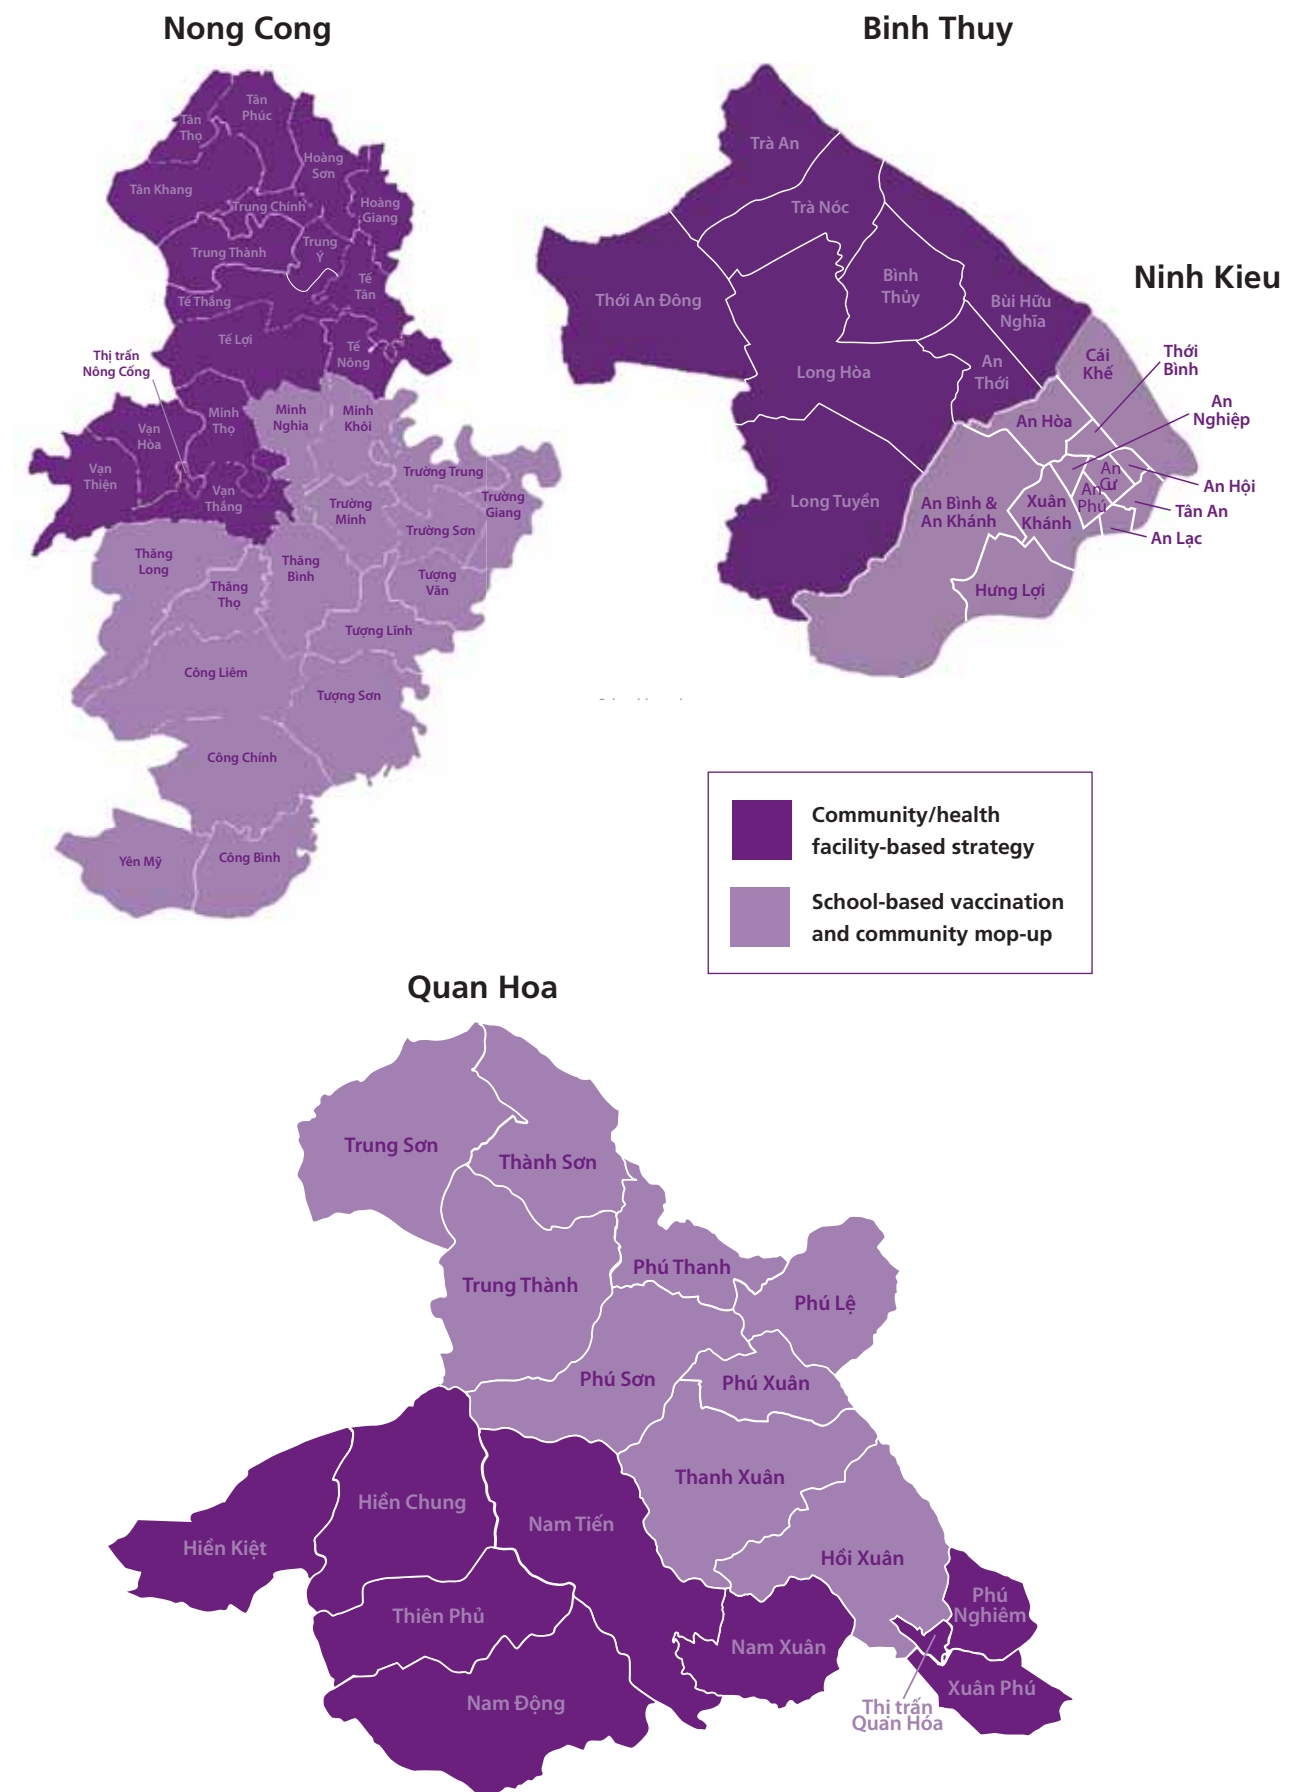 Nong Cong
Binh Thuy
Ninh Kieu
Tân
Phúc
Tân
Thọ
Hoàng
Sơn
Tân Khang
Trung Chính
Hoàng
Giang
Trung Thành
Trung
Ý
Tế
Tân
Tế Thắng
Tế Lợi
Tế
Nông
Thị trấn
Nông Cống
Minh
Thọ
Vạn
Hòa
Vạn
Thiện
Vạn
Thắng
Minh
Nghia
Minh
Khôi
Trường Trung
Trường
Giang
Trường
Minh
Trường Sơn
Thăng
Long
Thăng
Bình
Thăng
Thọ
Tượng
Văn
Tượng Lĩnh
Công Liêm
Tượng Sơn
Công Chính
Yên Mỹ
Công Bình
Trà An
Trà Nóc
Thới An Đông
Bình
Thủy
Bùi Hữu
Nghĩa
Long Hòa
An
Thới
Long Tuyền
Cái
Khế
Thới
Bình
An
Nghiệp
An Hòa
An
Cư
An Hội
An
Phú
Tân An
An Lạc
An Bình &
An Khánh
Xuân
Khánh
Hưng Lợi
Community/health
facility-based strategy
School-based vaccination
and community mop-up
Quan Hoa
Trung Sơn
Thành Sơn
Phú Thanh
Trung Thành
Phú Lệ
Phú Sơn
Phú Xuân
Thanh Xuân
Hiền Chung
Nam Tiến
Hiền Kiệt
Hồi Xuân
Phú
Nghiêm
Thiên Phủ
Nam Xuân
Xuân Phú
Nam Động
Thị trấn
Quan Hóa